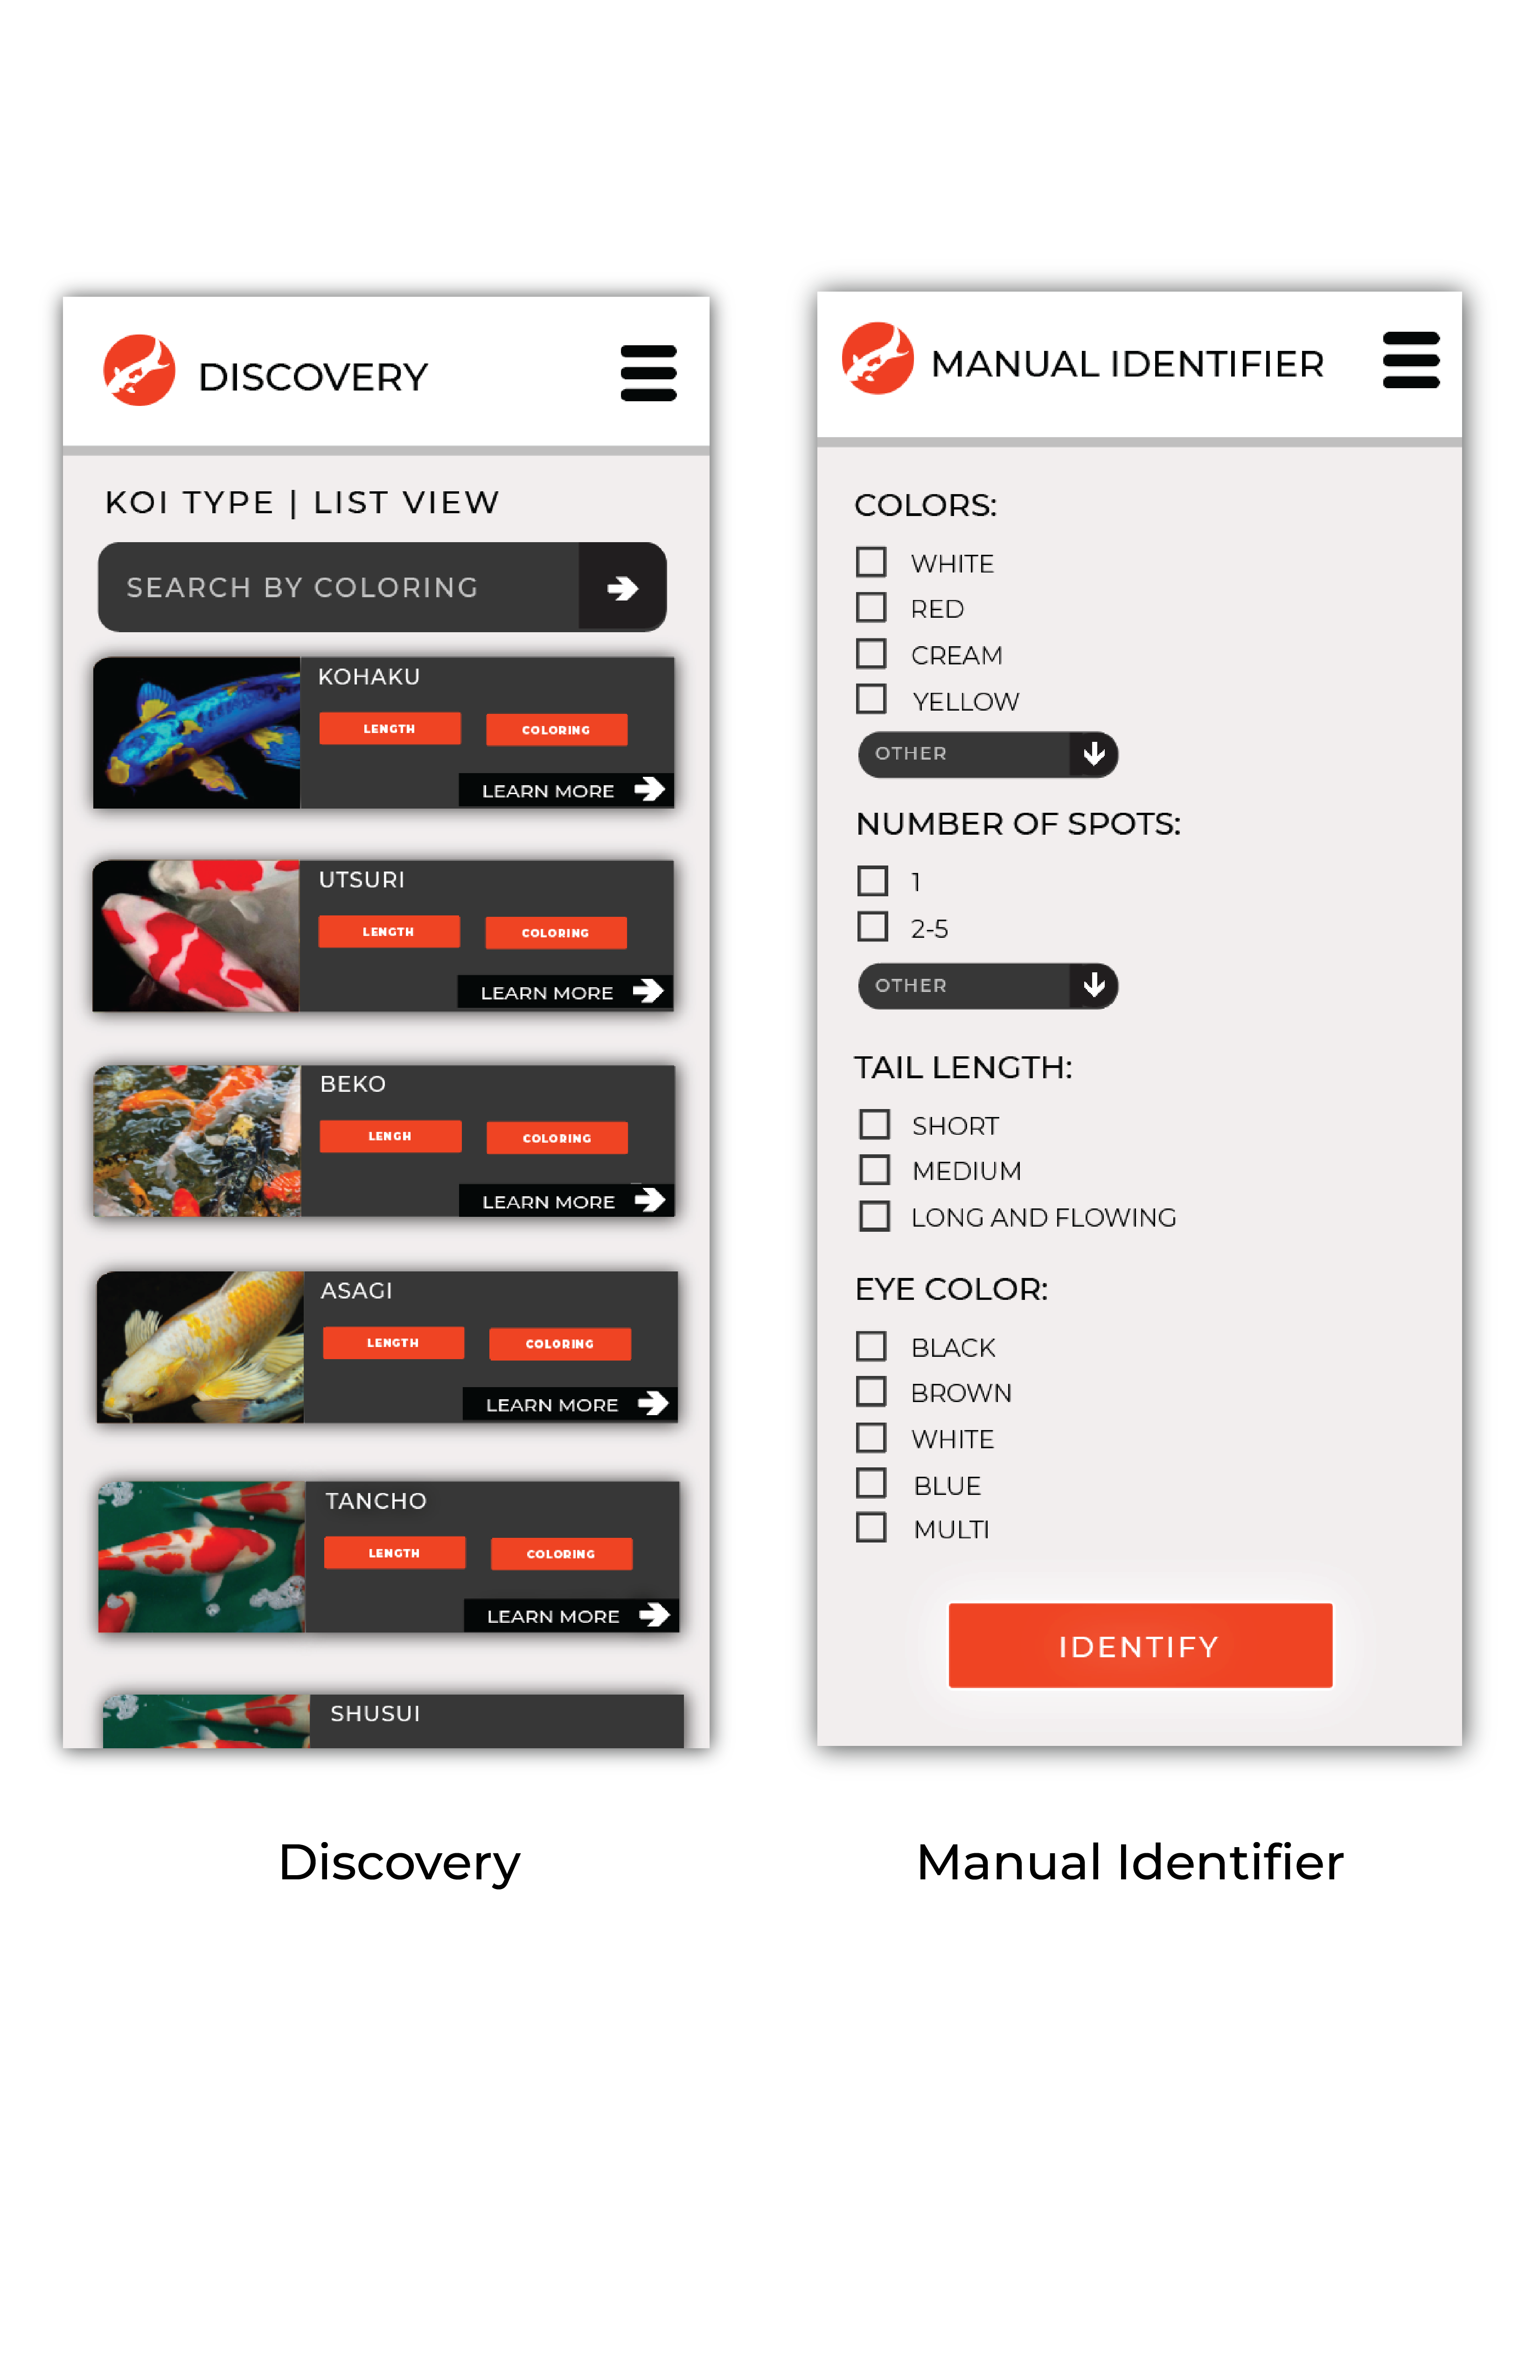 DISCOVERY
KOI TYPE | LIST VIEW
SEARCH BY COLORING
KOHAKU
LENGTH COLORING
LEARN MORE
UTSURI
LENGTH COLORING
LEARN MORE
BEKO
LENGH COLORING
LEARN MORE
ASAGI
LENGTH COLORING
LEARN MORE
TANCHO
LENGTH COLORING
LEARN MORE
SHUSUI
Discovery
MANUAL IDENTIFIER
COLORS:
WHITE
RED
CREAM
YELLOW
OTHER
NUMBER OF SPOTS:
1
2-5
OTHER
TAIL LENGTH:
SHORT
MEDIUM
LONG AND FLOWING
EYE COLOR:
BLACK
BROWN
WHITE
BLUE
MULTI
IDENTIFY
Manual Identifier